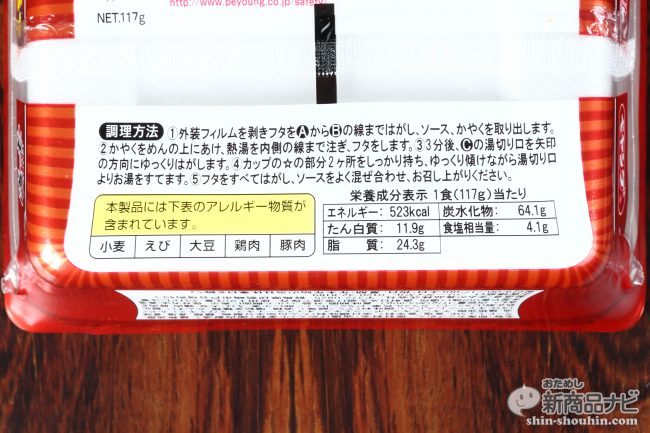 http://www.peyoung.co.jp/safety/
NET.117g
調理方法 ①外装フィルムを剥きフタをⒶからⒷの線まではがし、ソース、かやくを取り出します。
2かやくをめんの上にあけ、熱湯を内側の線まで注ぎ、フタをします。33分後、Ⓒの湯切り口を矢印
の方向にゆっくりはがします。4カップの☆の部分2ヶ所をしっかり持ち、ゆっくり傾けながら湯切り口
よりお湯をすてます。5フタをすべてはがし、ソースをよく混ぜ合わせ、お召し上がりください。
本製品には下表のアレルギー物質が
含まれています。
小麦 えび 大豆 鶏肉 豚肉
栄養成分表示 1食(117g)当たり
エネルギー: 523kcal 炭水化物: 64.1g
たん白質: 11.9g 食塩相当量: 4.1g
脂 質: 24.3g
おためし
新商品ナビ
shin-shouhin.com